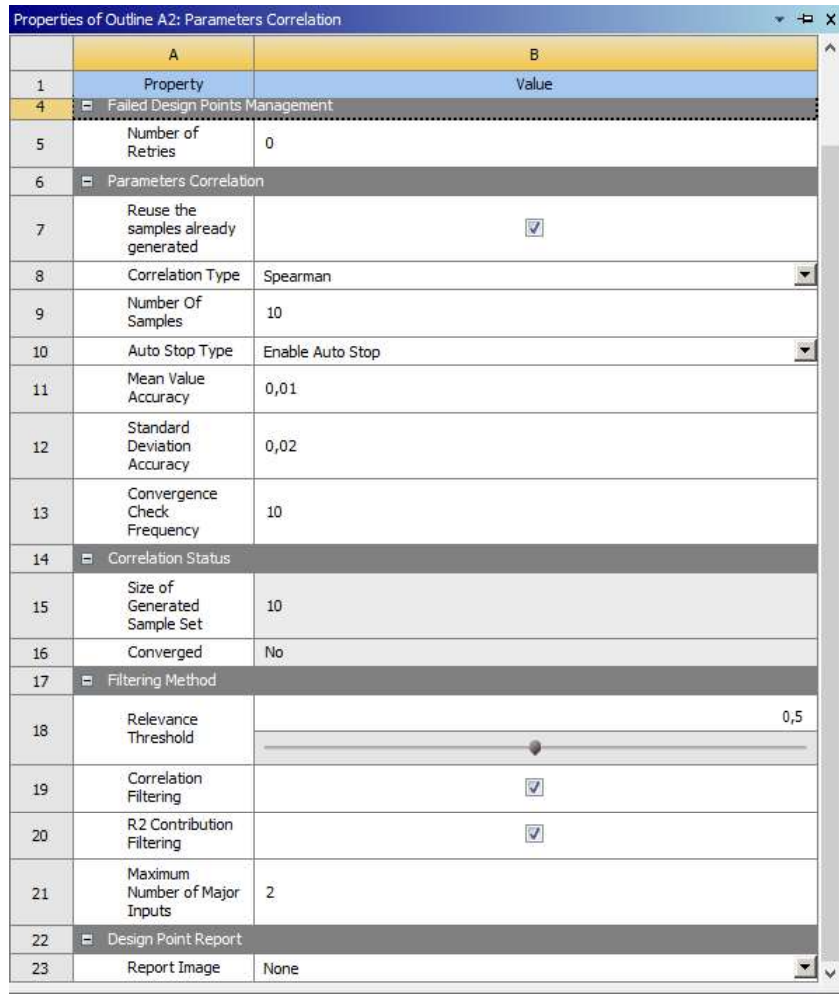 Properties of Outline A2: Parameters Correlation
A B
1 Property Value
4 Failed Design Points Management
5 Number of
Retries 0
6 Parameters Correlation
7 Reuse the
samples already
generated
8 Correlation Type Spearman
9 Number Of
Samples 10
10 Auto Stop Type Enable Auto Stop
11 Mean Value
Accuracy 0,01
12 Standard
Deviation
Accuracy 0,02
13 Convergence
Check
Frequency 10
14 Correlation Status
15 Size of
Generated
Sample Set 10
16 Converged No
17 Filtering Method
18 Relevance
Threshold 0,5
19 Correlation
Filtering
20 R2 Contribution
Filtering
21 Maximum
Number of Major
Inputs 2
22 Design Point Report
23 Report Image None